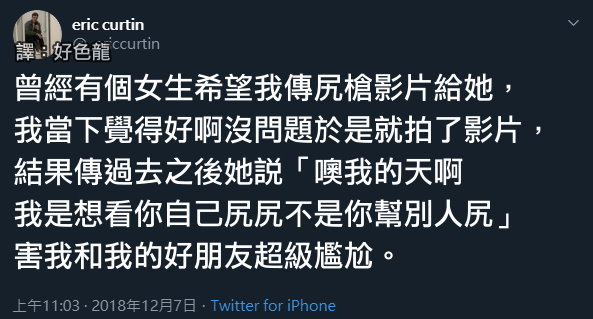 eric curtin
@_ericcurtin
譯：好色龍
曾經有個女生希望我傳尻槍影片給她，
我當下覺得好啊沒問題於是就拍了影片，
結果傳過去之後她說「噢我的天啊
我是想看你自己尻尻不是你幫別人尻」
害我和我的好朋友超級尷尬。
上午11:03 · 2018年12月7日 · Twitter for iPhone